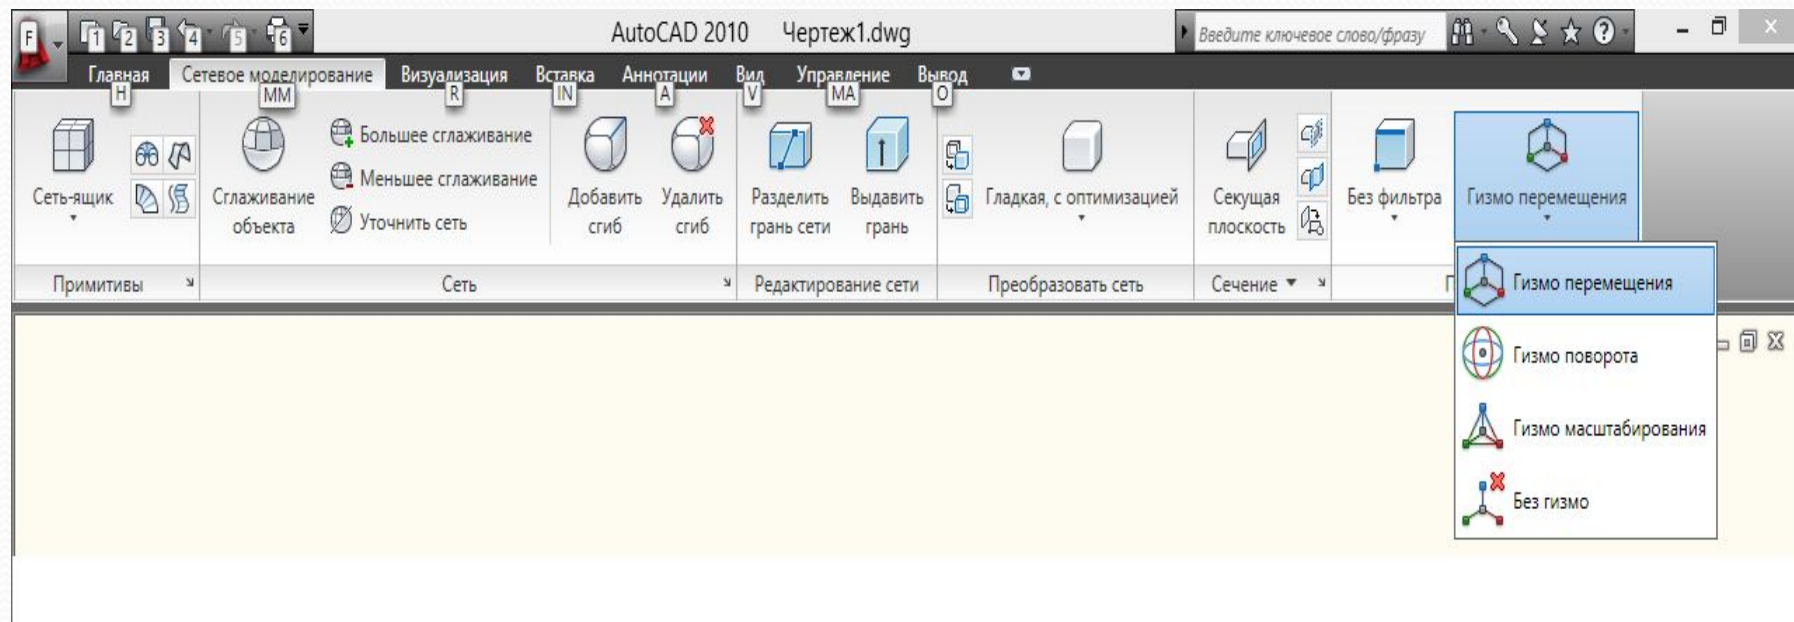 F 1 2 3 4 5 6 AutoCAD 2010 Чертеж1.dwg Введите ключевое слово/фразу
Главная Сетевое моделирование Визуализация Вставка Аннотации Вид Управление Вывод
H MM R IN A V MA O
Большее сглаживание
Меньшее сглаживание
Уточнить сеть
Сеть-ящик
Сглаживание
объекта
Добавить
сгиб
Удалить
сгиб
Разделить
грань сети
Выдавить
грань
Гладкая, с оптимизацией
Секущая
плоскость
Без фильтра
Гизмо перемещения
Примитивы Сеть Редактирование сети Преобразовать сеть Сечение
Гизмо перемещения
Гизмо поворота
Гизмо масштабирования
Без гизмо